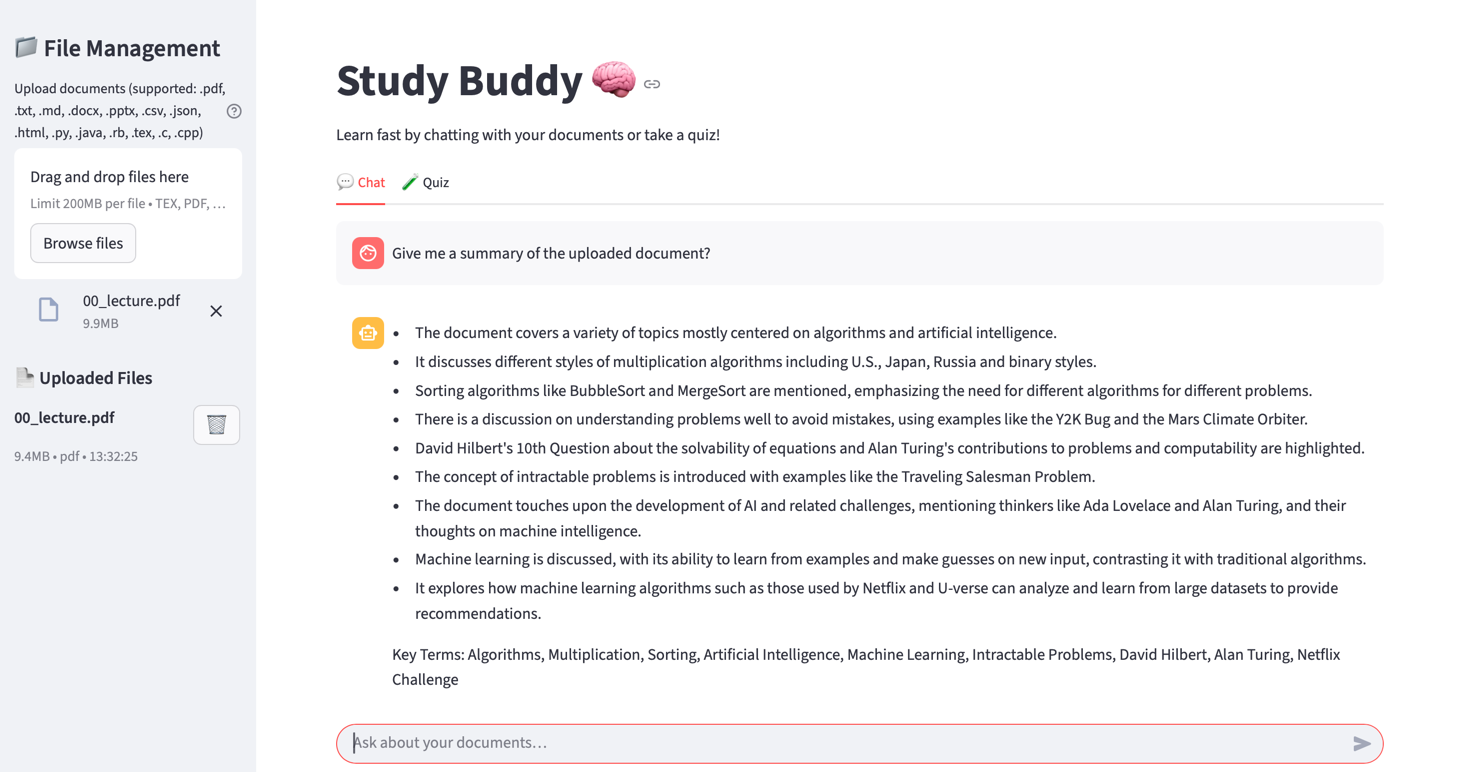 File Management
Upload documents (supported: .pdf,
.txt, .md, .docx, .pptx, .csv, .json,
.html, .py, .java, .rb, .tex, .c, .cpp)
Drag and drop files here
Limit 200MB per file • TEX, PDF, …
Browse files
00_lecture.pdf
9.9MB
Uploaded Files
00_lecture.pdf
9.4MB • pdf • 13:32:25
Study Buddy
Learn fast by chatting with your documents or take a quiz!
Chat
Quiz
Give me a summary of the uploaded document?
• The document covers a variety of topics mostly centered on algorithms and artificial intelligence.
• It discusses different styles of multiplication algorithms including U.S., Japan, Russia and binary styles.
• Sorting algorithms like BubbleSort and MergeSort are mentioned, emphasizing the need for different algorithms for different problems.
• There is a discussion on understanding problems well to avoid mistakes, using examples like the Y2K Bug and the Mars Climate Orbiter.
• David Hilbert's 10th Question about the solvability of equations and Alan Turing's contributions to problems and computability are highlighted.
• The concept of intractable problems is introduced with examples like the Traveling Salesman Problem.
• The document touches upon the development of AI and related challenges, mentioning thinkers like Ada Lovelace and Alan Turing, and their
thoughts on machine intelligence.
• Machine learning is discussed, with its ability to learn from examples and make guesses on new input, contrasting it with traditional algorithms.
• It explores how machine learning algorithms such as those used by Netflix and U-verse can analyze and learn from large datasets to provide
recommendations.
Key Terms: Algorithms, Multiplication, Sorting, Artificial Intelligence, Machine Learning, Intractable Problems, David Hilbert, Alan Turing, Netflix
Challenge
Ask about your documents…